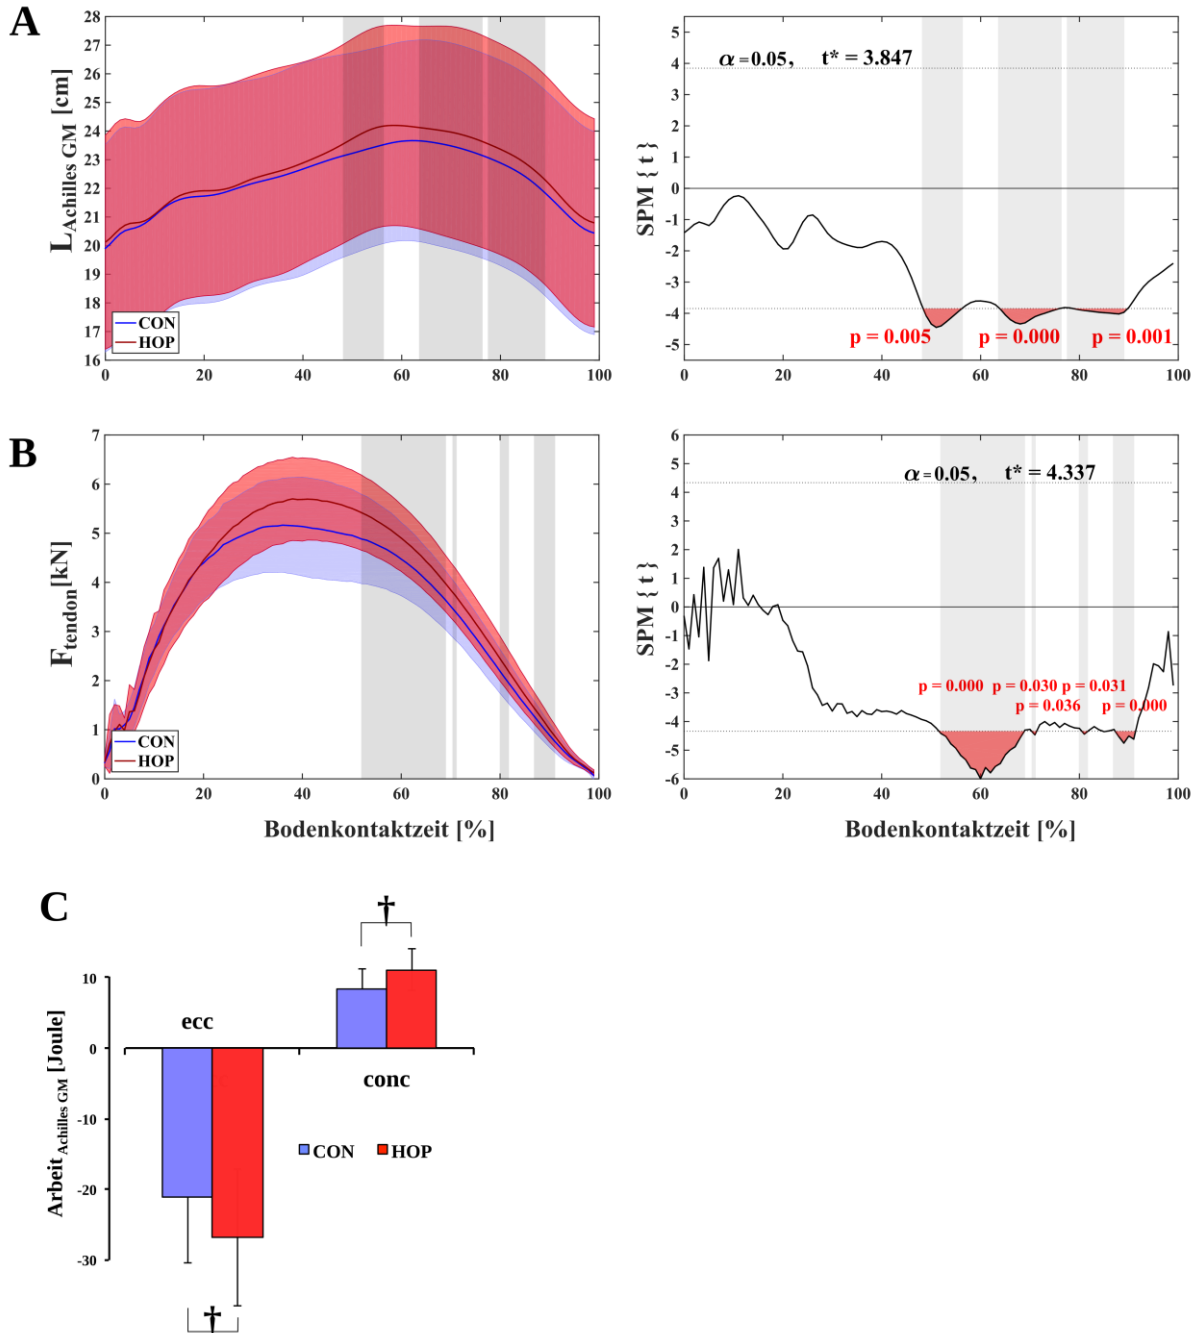 A
L Achilles GM [cm]
28
27
26
25
24
23
22
21
20
19
18
17
16
CON
HOP
0 20 40 60 80 100
SPM { t }
5
4
3
2
1
0
-1
-2
-3
-4
-5
α = 0.05, t* = 3.847
p = 0.005 p = 0.000 p = 0.001
0 20 40 60 80 100
B
F tendon [kN]
7
6
5
4
3
2
1
0
CON
HOP
0 20 40 60 80 100
Bodenkontaktzeit [%]
SPM { t }
6
5
4
3
2
1
0
-1
-2
-3
-4
-5
-6
α = 0.05, t* = 4.337
p = 0.000 p = 0.030 p = 0.031
p = 0.036 p = 0.000
0 20 40 60 80 100
Bodenkontaktzeit [%]
C
Arbeit Achilles GM [Joule]
10
0
-10
-20
-30
†
ecc
conc
CON HOP
†